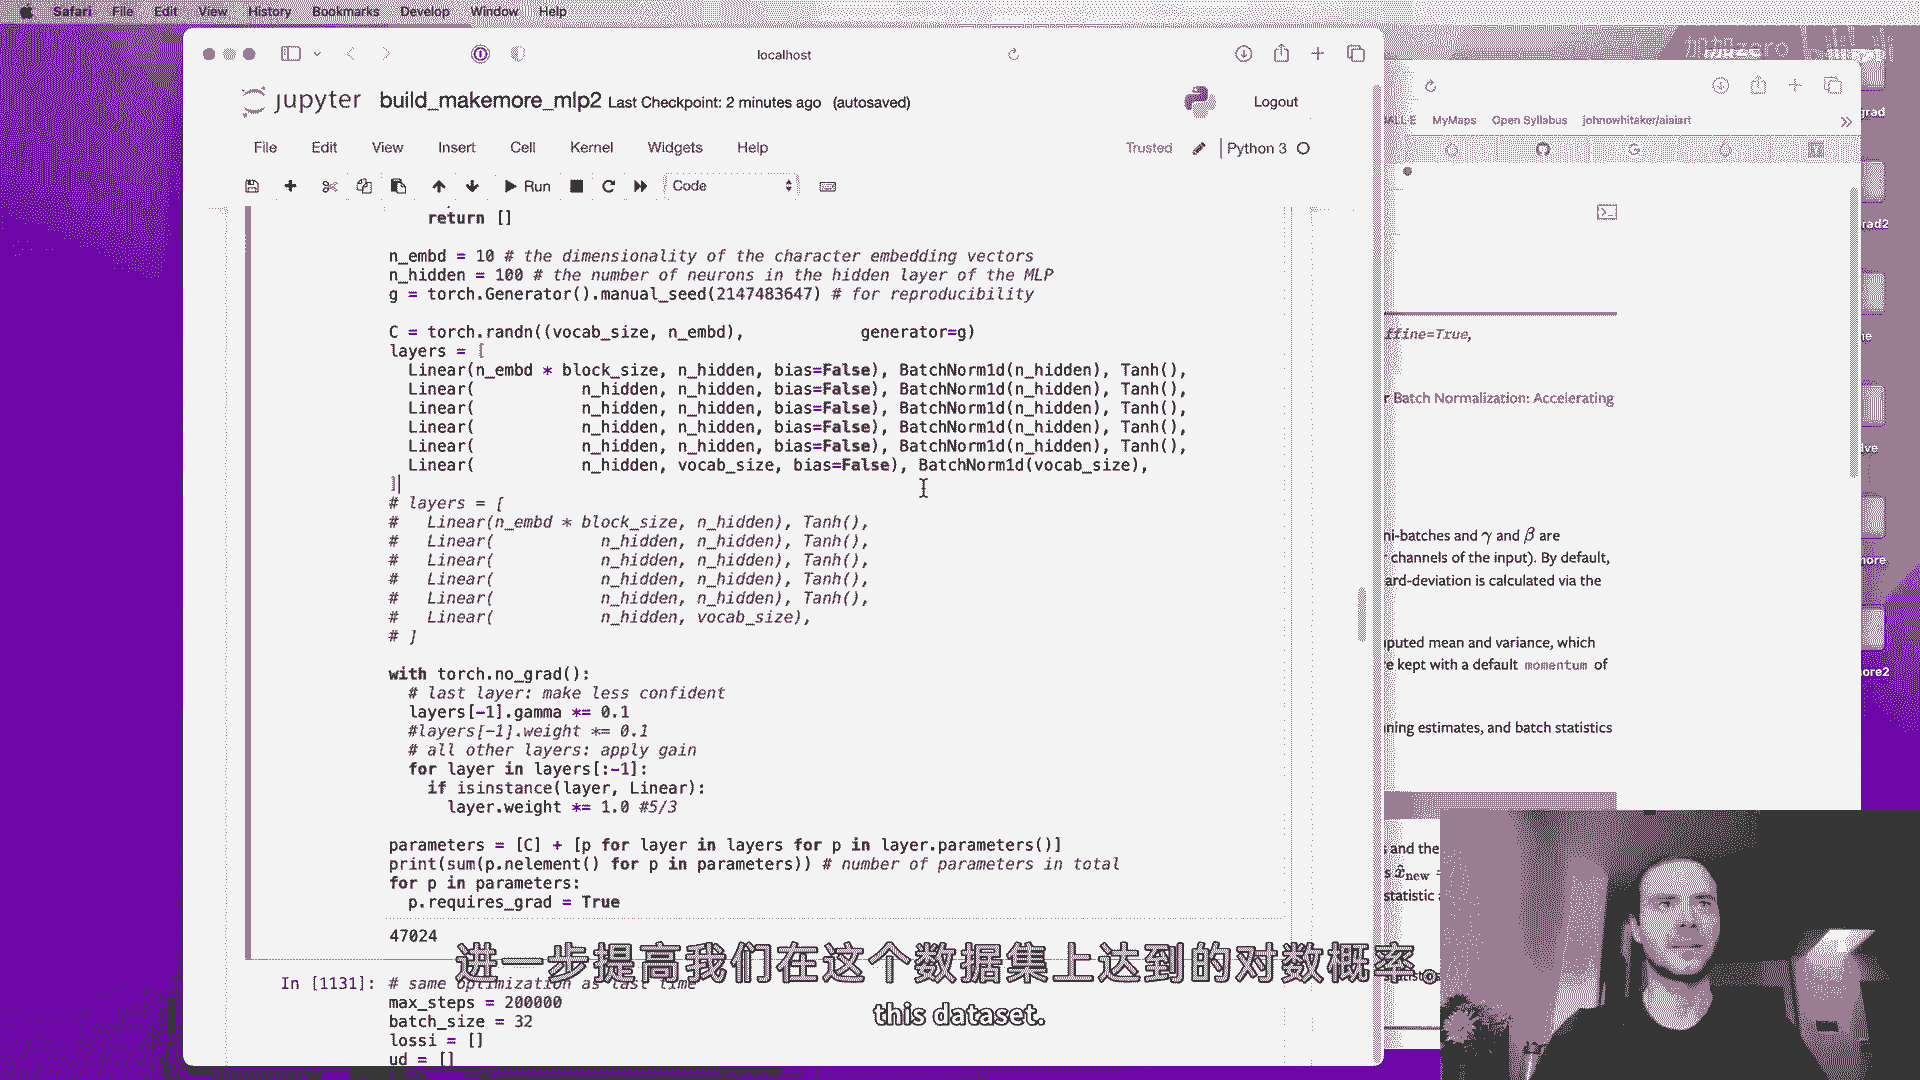 Safari File Edit View History Bookmarks Develop Window Help
localhost
jupyter build_makemore_mlp2 Last Checkpoint: 2 minutes ago (autosaved)
Logout
File Edit View Insert Cell Kernel Widgets Help
Trusted Python 3
Run Code
return []
n_embd = 10 # the dimensionality of the character embedding vectors
n_hidden = 100 # the number of neurons in the hidden layer of the MLP
g = torch.Generator().manual_seed(2147483647) # for reproducibility
C = torch.randn((vocab_size, n_embd), generator=g)
layers = [
Linear(n_embd * block_size, n_hidden, bias=False), BatchNorm1d(n_hidden), Tanh(),
Linear( n_hidden, n_hidden, bias=False), BatchNorm1d(n_hidden), Tanh(),
Linear( n_hidden, n_hidden, bias=False), BatchNorm1d(n_hidden), Tanh(),
Linear( n_hidden, n_hidden, bias=False), BatchNorm1d(n_hidden), Tanh(),
Linear( n_hidden, n_hidden, bias=False), BatchNorm1d(n_hidden), Tanh(),
Linear( n_hidden, vocab_size, bias=False), BatchNorm1d(vocab_size),
]
# layers = [
# Linear(n_embd * block_size, n_hidden), Tanh(),
# Linear( n_hidden, n_hidden), Tanh(),
# Linear( n_hidden, n_hidden), Tanh(),
# Linear( n_hidden, n_hidden), Tanh(),
# Linear( n_hidden, n_hidden), Tanh(),
# Linear( n_hidden, vocab_size),
# ]
with torch.no_grad():
# last layer: make less confident
layers[-1].gamma *= 0.1
#layers[-1].weight *= 0.1
# all other layers: apply gain
for layer in layers[:-1]:
if isinstance(layer, Linear):
layer.weight *= 1.0 #5/3
parameters = [C] + [p for layer in layers for p in layer.parameters()]
print(sum(p.nelement() for p in parameters)) # number of parameters in total
for p in parameters:
p.requires_grad = True
47024
In [1131]: # same optimization as last time
max_steps = 200000
batch_size = 32
lossi = []
ud = []
MyMaps Open Syllabus johnowhitaker/aiaiart
ffine=True,
r Batch Normalization: Accelerating
ni-batches and γ and β are
channels of the input). By default,
ard-deviation is calculated via the
puted mean and variance, which
e kept with a default momentum of
ning estimates, and batch statistics
s and the
statistic
进一步提高我们在这个数据集上达到的对数概率。
this dataset.